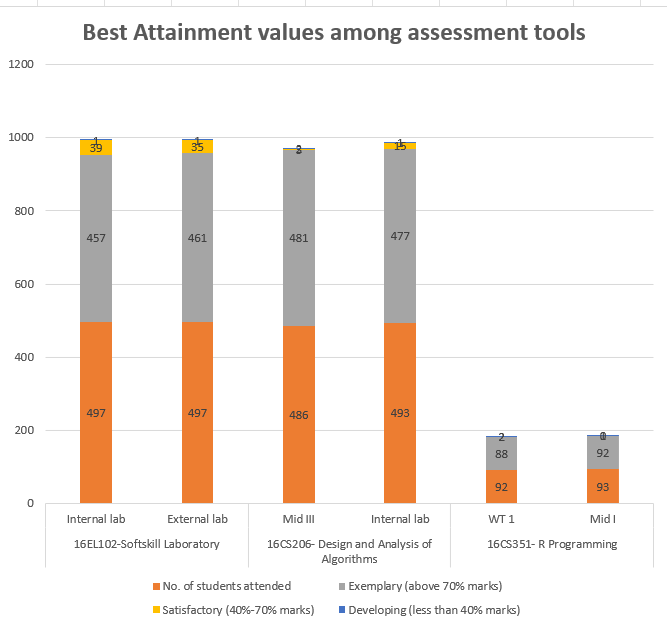 Best Attainment values among assessment tools
1200
1000
800
600
400
200
0
1 1 1
39 35 15
457 461 481 477
497 497 486 493
2 88 92
92 93
Internal lab External lab Mid III Internal lab WT 1 Mid I
16EL102-Softskill Laboratory 16CS206- Design and Analysis of Algorithms 16CS351- R Programming
No. of students attended Exemplary (above 70% marks)
Satisfactory (40%-70% marks) Developing (less than 40% marks)